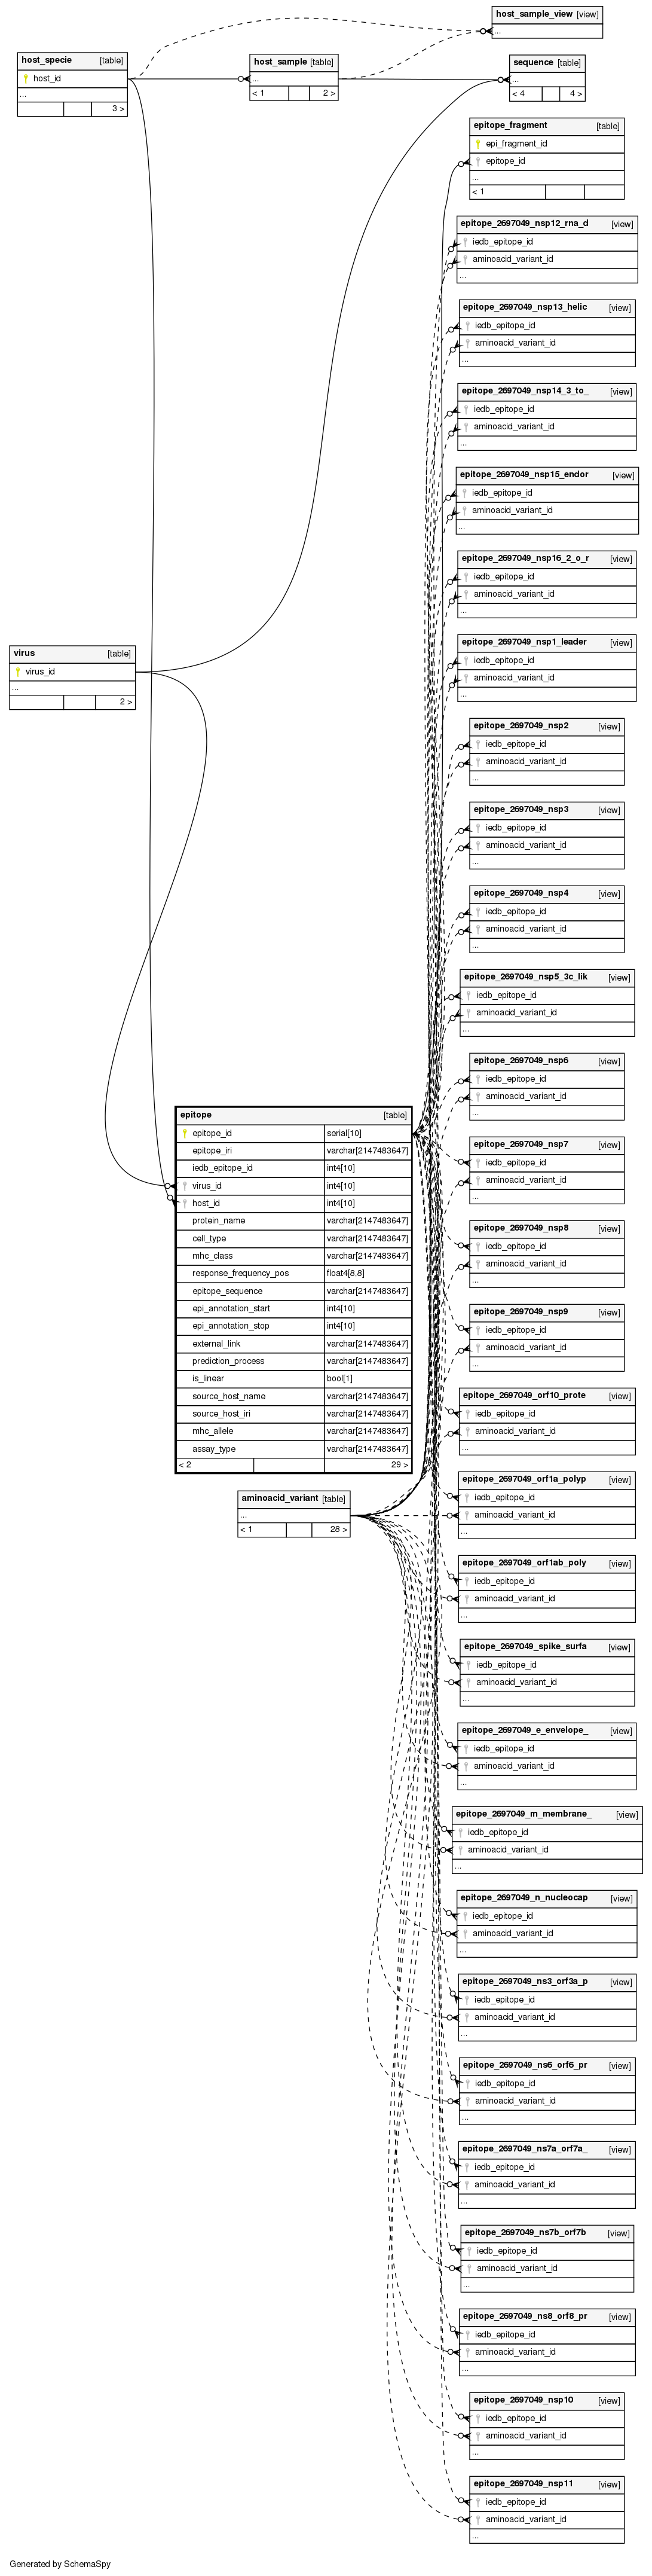 host_sample_view [view]
...
host_specie [table]
host_id
...
3 >
host_sample [table]
...
< 1 2 >
sequence [table]
...
< 4 4 >
epitope_fragment [table]
epi_fragment_id
epitope_id
...
< 1
epitope_2697049_nsp12_rna_d [view]
iedb_epitope_id
aminoacid_variant_id
...
epitope_2697049_nsp13_helic [view]
iedb_epitope_id
aminoacid_variant_id
...
epitope_2697049_nsp14_3_to_ [view]
iedb_epitope_id
aminoacid_variant_id
...
epitope_2697049_nsp15_endor [view]
iedb_epitope_id
aminoacid_variant_id
...
epitope_2697049_nsp16_2_o_r [view]
iedb_epitope_id
aminoacid_variant_id
...
epitope_2697049_nsp1_leader [view]
iedb_epitope_id
aminoacid_variant_id
...
virus [table]
virus_id
...
2 >
epitope_2697049_nsp2 [view]
iedb_epitope_id
aminoacid_variant_id
...
epitope_2697049_nsp3 [view]
iedb_epitope_id
aminoacid_variant_id
...
epitope_2697049_nsp4 [view]
iedb_epitope_id
aminoacid_variant_id
...
epitope_2697049_nsp5_3c_lik [view]
iedb_epitope_id
aminoacid_variant_id
...
epitope_2697049_nsp6 [view]
iedb_epitope_id
aminoacid_variant_id
...
epitope [table]
epitope_id serial[10]
epitope_iri varchar[2147483647]
iedb_epitope_id int4[10]
virus_id int4[10]
host_id int4[10]
protein_name varchar[2147483647]
cell_type varchar[2147483647]
mhc_class varchar[2147483647]
response_frequency_pos float4[8,8]
epitope_sequence varchar[2147483647]
epi_annotation_start int4[10]
epi_annotation_stop int4[10]
external_link varchar[2147483647]
prediction_process varchar[2147483647]
is_linear bool[1]
source_host_name varchar[2147483647]
source_host_iri varchar[2147483647]
mhc_allele varchar[2147483647]
assay_type varchar[2147483647]
< 2 29 >
epitope_2697049_nsp7 [view]
iedb_epitope_id
aminoacid_variant_id
...
epitope_2697049_nsp8 [view]
iedb_epitope_id
aminoacid_variant_id
...
epitope_2697049_nsp9 [view]
iedb_epitope_id
aminoacid_variant_id
...
epitope_2697049_orf10_prote [view]
iedb_epitope_id
aminoacid_variant_id
...
epitope_2697049_orf1a_polyp [view]
iedb_epitope_id
aminoacid_variant_id
...
aminoacid_variant [table]
...
< 1 28 >
epitope_2697049_orf1ab_poly [view]
iedb_epitope_id
aminoacid_variant_id
...
epitope_2697049_spike_surfa [view]
iedb_epitope_id
aminoacid_variant_id
...
epitope_2697049_e_envelope_ [view]
iedb_epitope_id
aminoacid_variant_id
...
epitope_2697049_m_membrane_ [view]
iedb_epitope_id
aminoacid_variant_id
...
epitope_2697049_n_nucleocap [view]
iedb_epitope_id
aminoacid_variant_id
...
epitope_2697049_ns3_orf3a_p [view]
iedb_epitope_id
aminoacid_variant_id
...
epitope_2697049_ns6_orf6_pr [view]
iedb_epitope_id
aminoacid_variant_id
...
epitope_2697049_ns7a_orf7a_ [view]
iedb_epitope_id
aminoacid_variant_id
...
epitope_2697049_ns7b_orf7b [view]
iedb_epitope_id
aminoacid_variant_id
...
epitope_2697049_ns8_orf8_pr [view]
iedb_epitope_id
aminoacid_variant_id
...
epitope_2697049_nsp10 [view]
iedb_epitope_id
aminoacid_variant_id
...
epitope_2697049_nsp11 [view]
iedb_epitope_id
aminoacid_variant_id
...
Generated by SchemaSpy